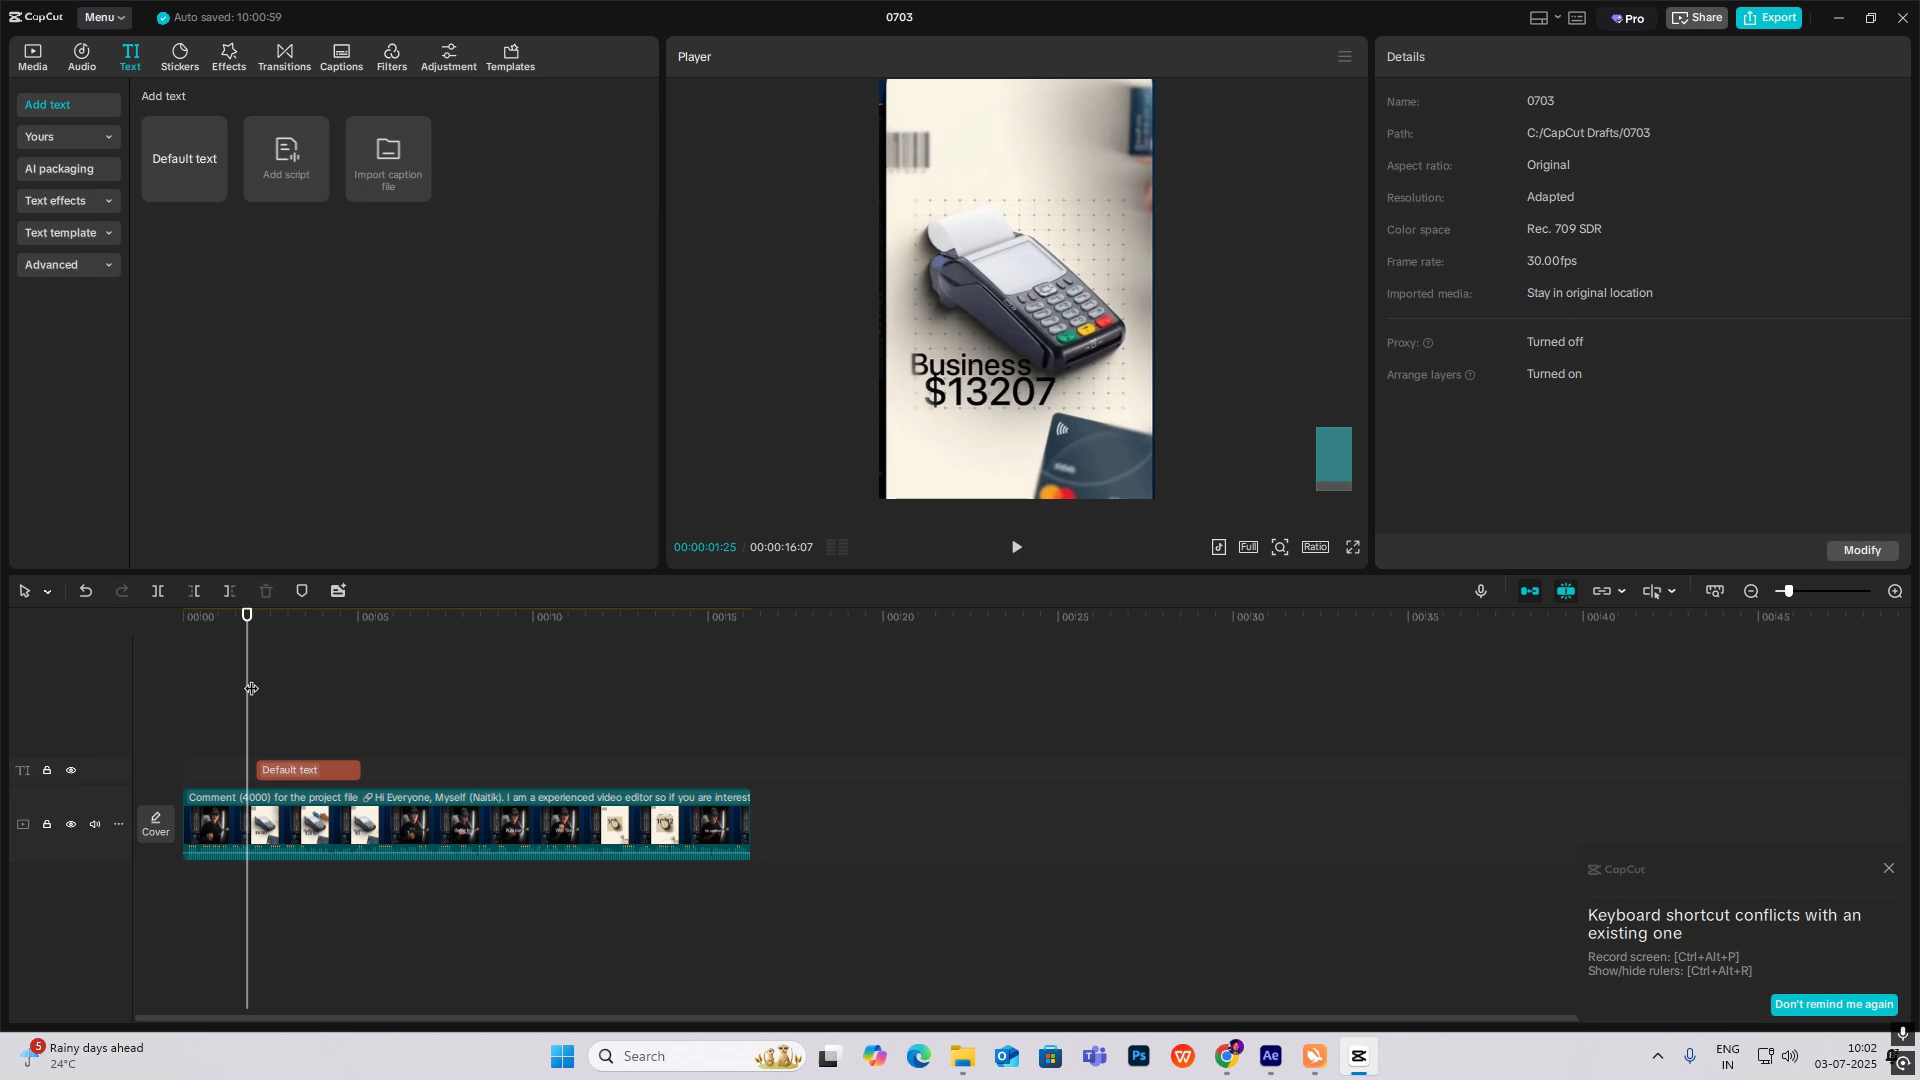 CapCut Menu Auto saved: 10:00:59 0703 Pro Share Export
Media Audio Text Stickers Effects Transitions Captions Filters Adjustment Templates
Add text
Yours
AI packaging
Text effects
Text template
Advanced
Add text
Default text
Add script
Import caption file
Player
Business
$13207
00:00:01:25 / 00:00:16:07
Full
Ratio
Details
Name: 0703
Path: C:/CapCut Drafts/0703
Aspect ratio: Original
Resolution: Adapted
Color space Rec. 709 SDR
Frame rate: 30.00fps
Imported media: Stay in original location
Proxy: Turned off
Arrange layers Turned on
Modify
00:00 00:05 00:10 00:15 00:20 00:25 00:30 00:35 00:40 00:45
TI Default text
Cover
Comment (4000) for the project file Hi Everyone, Myself (Naitik). I am a experienced video editor so if you are interest
CapCut
Keyboard shortcut conflicts with an
existing one
Record screen: [Ctrl+Alt+P]
Show/hide rulers: [Ctrl+Alt+R]
Don't remind me again
5 Rainy days ahead
24°C
Search
Ps
Ae
ENG
IN
10:02
03-07-2025